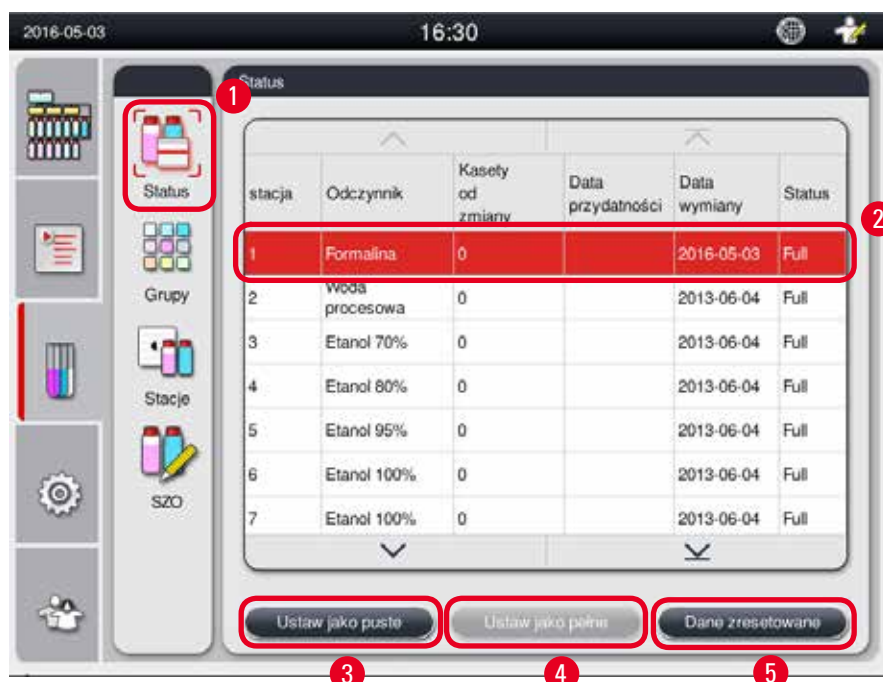 2016-05-03
16:30
Status
1
Status
Grupy
Stacje
SZO
stacja
Odczynnik
Kasety
od
zmiany
Data
przydatności
Data
wymiany
Status
2
1 Formalina 0 2016-05-03 Full
2 Woda procesowa 0 2013-06-04 Full
3 Etanol 70% 0 2013-06-04 Full
4 Etanol 80% 0 2013-06-04 Full
5 Etanol 95% 0 2013-06-04 Full
6 Etanol 100% 0 2013-06-04 Full
7 Etanol 100% 0 2013-06-04 Full
Ustaw jako puste
Ustaw jako pełne
Dane zresetowane
3
4
5